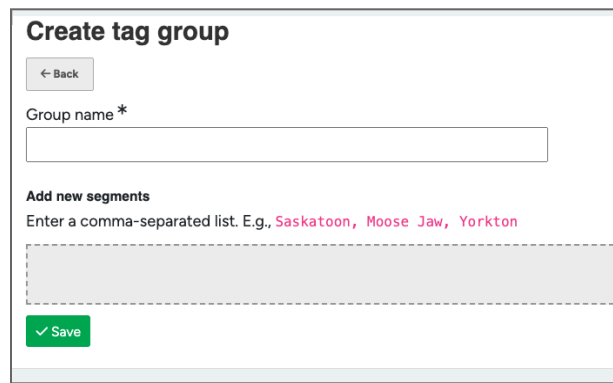 Create tag group
← Back
Group name *
Add new segments
Enter a comma-separated list. E.g., Saskatoon, Moose Jaw, Yorkton
✓ Save